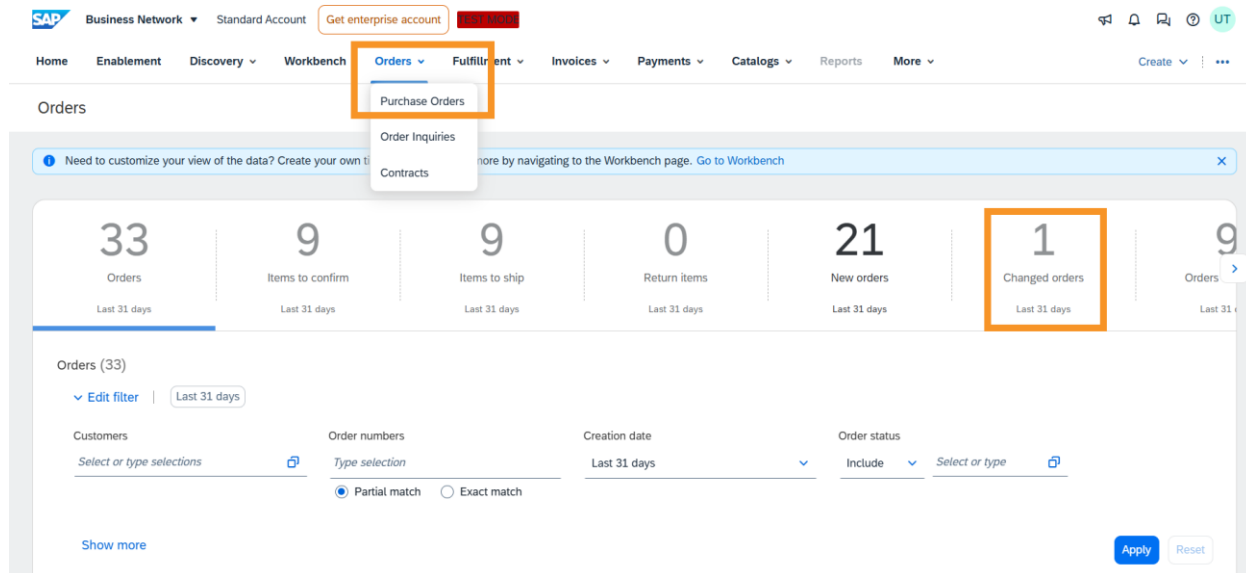 SAP Business Network Standard Account Get enterprise account TEST MODE UT
Home Enablement Discovery Workbench Orders Fulfillment Invoices Payments Catalogs Reports More Create
Orders
Purchase Orders
Order Inquiries
Contracts
Need to customize your view of the data? Create your own ti more by navigating to the Workbench page. Go to Workbench
33 9 9 0 21 1 9
Orders Items to confirm Items to ship Return items New orders Changed orders Orders
Last 31 days Last 31 days Last 31 days Last 31 days Last 31 days Last 31 days Last 31
Orders (33)
Edit filter Last 31 days
Customers Order numbers Creation date Order status
Select or type selections Type selection Last 31 days Include Select or type
Partial match Exact match
Show more Apply Reset